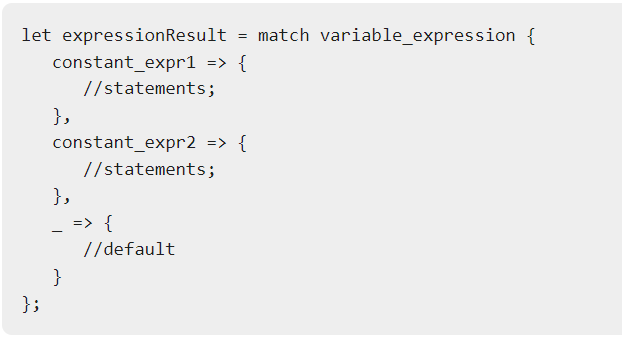 let expressionResult = match variable_expression {
   constant_expr1 => {
      //statements;
   },
   constant_expr2 => {
      //statements;
   },
   _ => {
      //default
   }
};